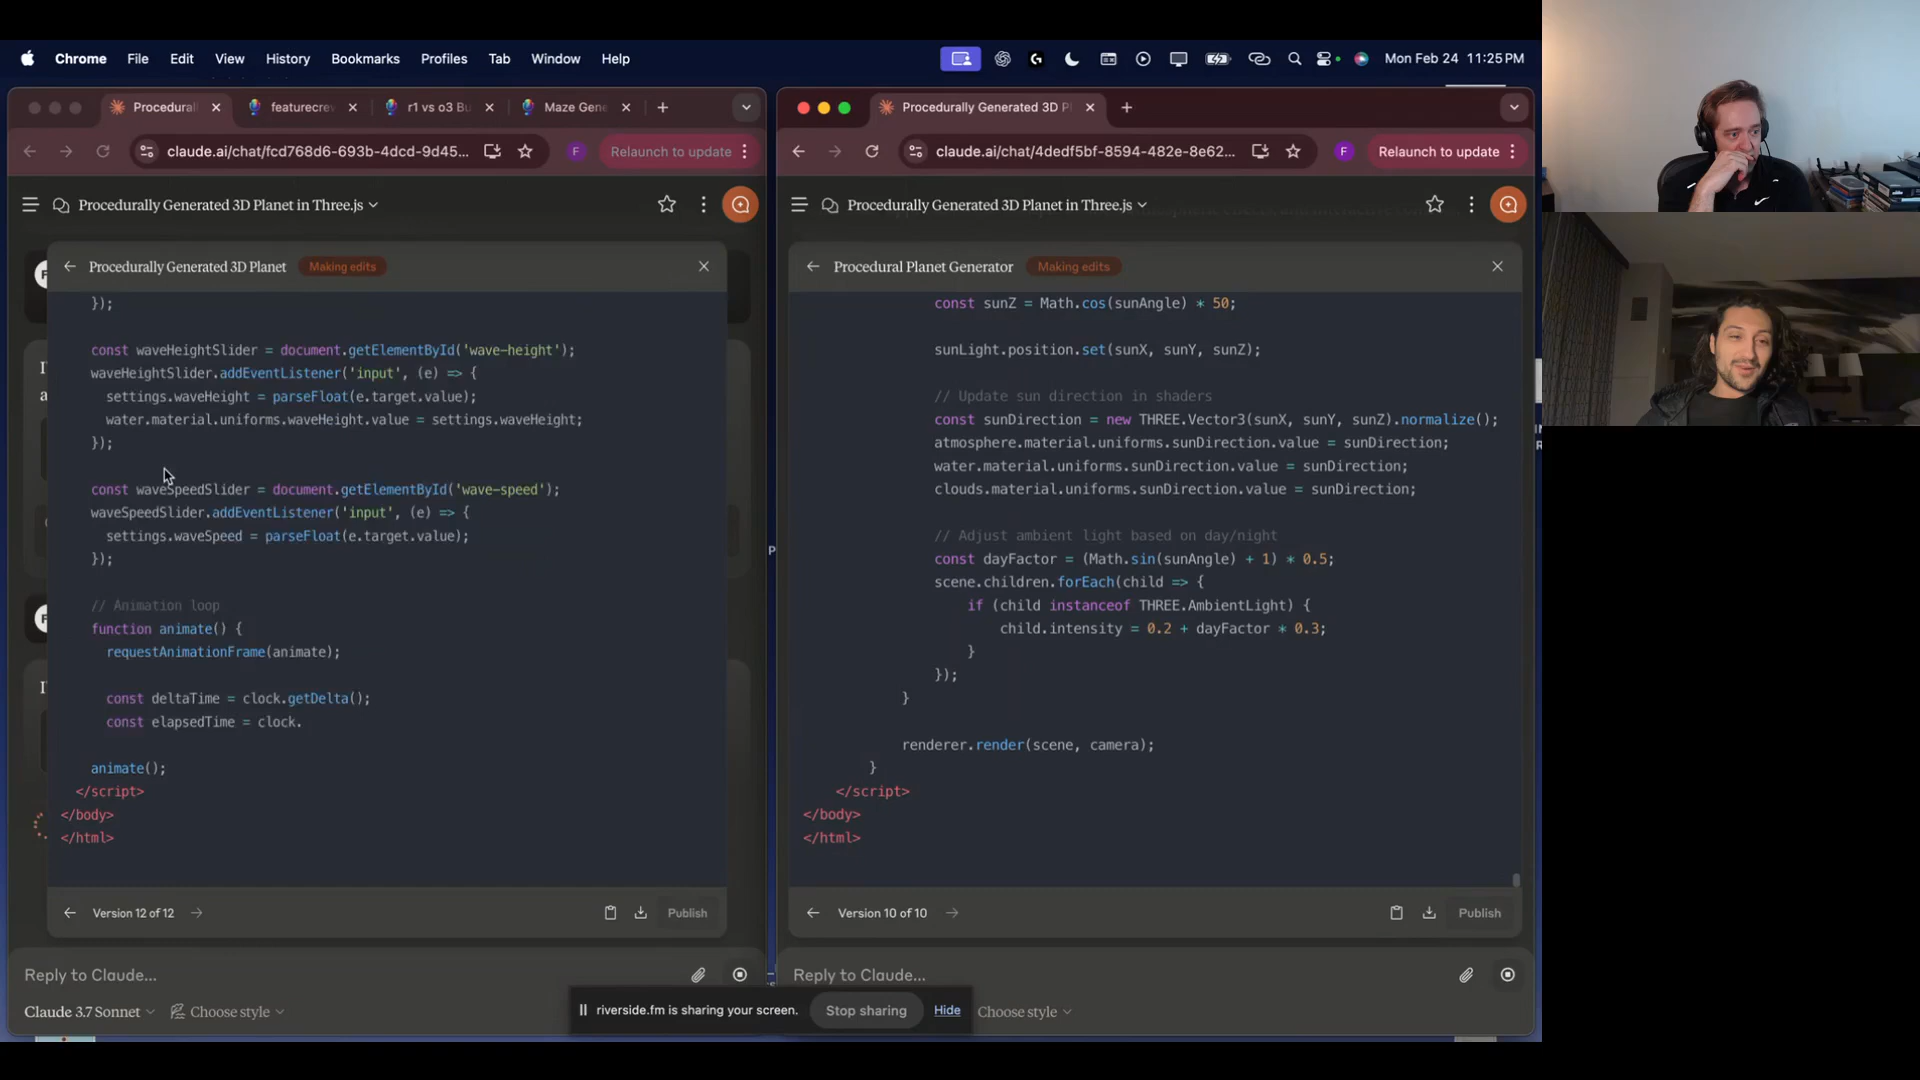 Chrome File Edit View History Bookmarks Profiles Tab Window Help
Mon Feb 24 11:25 PM
Procedural
featurecrev
r1 vs o3 Bu
Maze Gene
claude.ai/chat/fcd768d6-693b-4dcd-9d45...
F
Relaunch to update
Procedurally Generated 3D Planet in Three.js
Procedurally Generated 3D Planet
Making edits
});
const waveHeightSlider = document.getElementById('wave-height');
waveHeightSlider.addEventListener('input', (e) => {
settings.waveHeight = parseFloat(e.target.value);
water.material.uniforms.waveHeight.value = settings.waveHeight;
});
const waveSpeedSlider = document.getElementById('wave-speed');
waveSpeedSlider.addEventListener('input', (e) => {
settings.waveSpeed = parseFloat(e.target.value);
});
// Animation loop
function animate() {
requestAnimationFrame(animate);
const deltaTime = clock.getDelta();
const elapsedTime = clock.
animate();
</script>
</body>
</html>
Version 12 of 12
Publish
Reply to Claude...
Claude 3.7 Sonnet
Choose style
Procedurally Generated 3D Pl
claude.ai/chat/4dedf5bf-8594-482e-8e62...
F
Relaunch to update
Procedurally Generated 3D Planet in Three.js
Procedural Planet Generator
Making edits
const sunZ = Math.cos(sunAngle) * 50;
sunLight.position.set(sunX, sunY, sunZ);
// Update sun direction in shaders
const sunDirection = new THREE.Vector3(sunX, sunY, sunZ).normalize();
atmosphere.material.uniforms.sunDirection.value = sunDirection;
water.material.uniforms.sunDirection.value = sunDirection;
clouds.material.uniforms.sunDirection.value = sunDirection;
// Adjust ambient light based on day/night
const dayFactor = (Math.sin(sunAngle) + 1) * 0.5;
scene.children.forEach(child => {
if (child instanceof THREE.AmbientLight) {
child.intensity = 0.2 + dayFactor * 0.3;
}
});
}
renderer.render(scene, camera);
}
</script>
</body>
</html>
Version 10 of 10
Publish
Reply to Claude...
Choose style
riverside.fm is sharing your screen.
Stop sharing
Hide